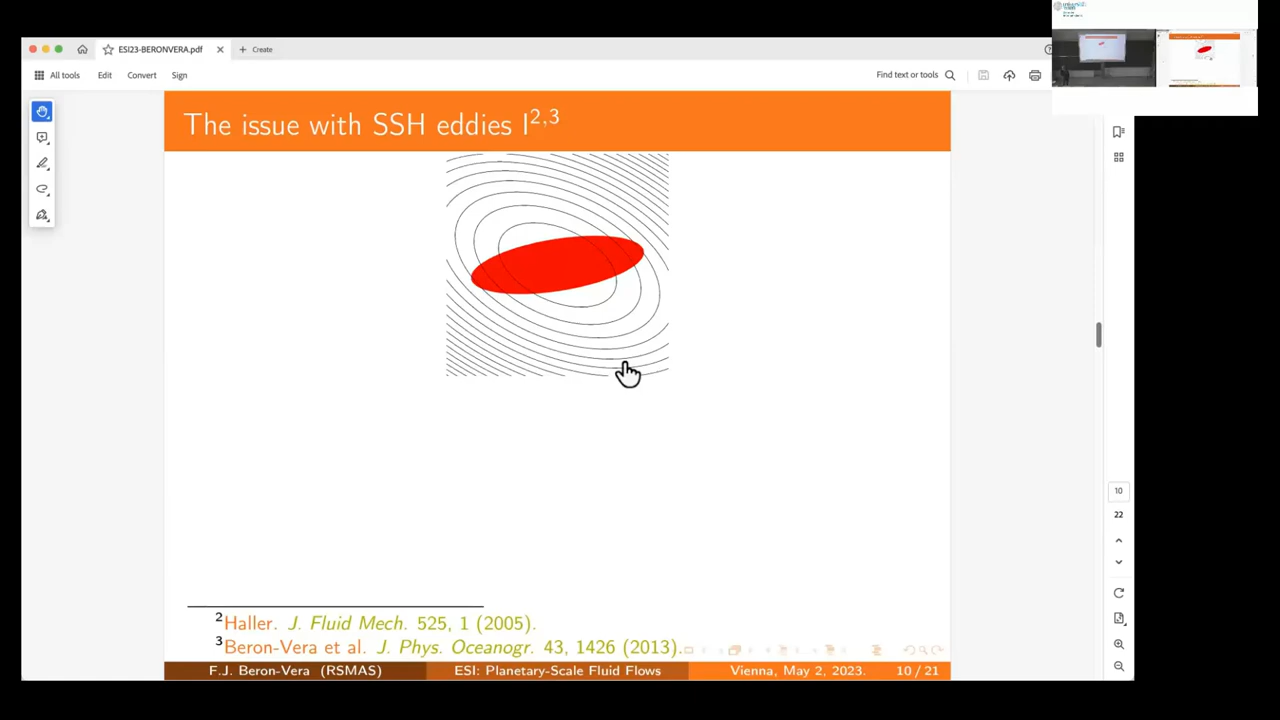 ESI23-BERONVERA.pdf
Create
All tools
Edit
Convert
Sign
Find text or tools
The issue with SSH eddies I2,3
10
22
2Haller. J. Fluid Mech. 525, 1 (2005).
3Beron-Vera et al. J. Phys. Oceanogr. 43, 1426 (2013).
F.J. Beron-Vera (RSMAS)
ESI: Planetary-Scale Fluid Flows
Vienna, May 2, 2023.
10 / 21